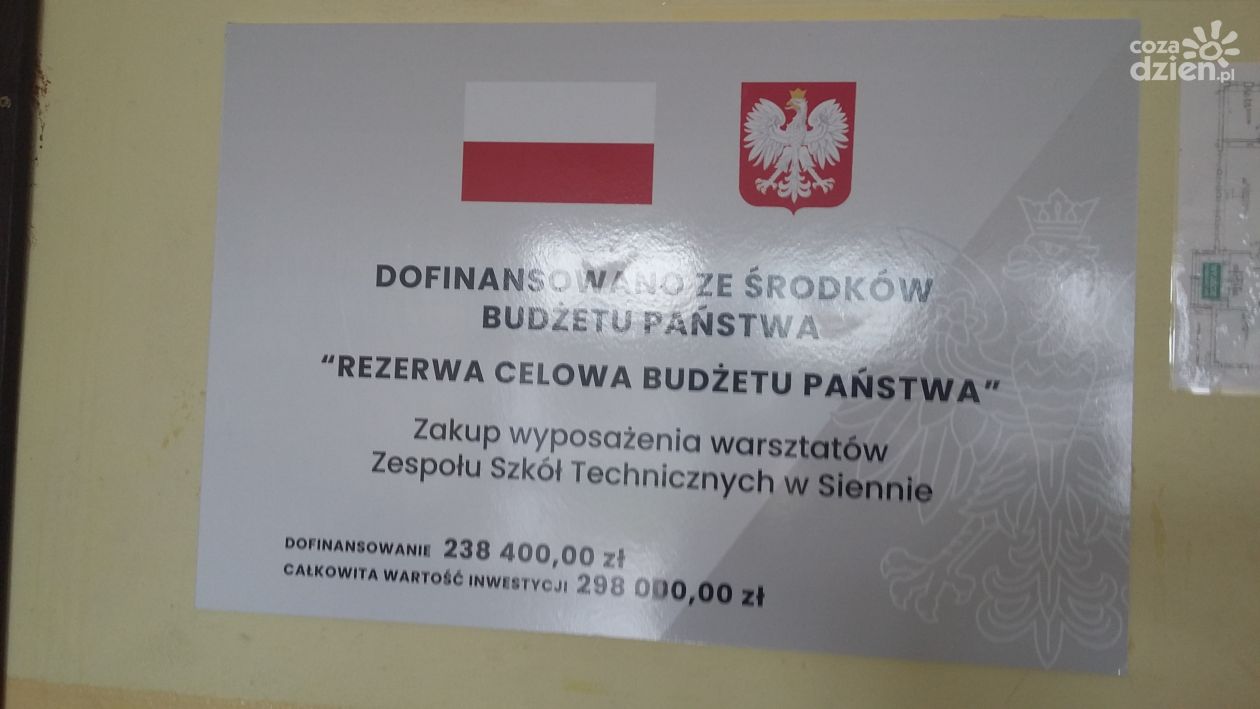 coza
dzien.pl
DOFINANSOWANO ZE ŚRODKÓW
BUDŻETU PAŃSTWA
“REZERWA CELOWA BUDŻETU PAŃSTWA”
Zakup wyposażenia warsztatów
Zespołu Szkół Technicznych w Siennie
DOFINANSOWANIE 238 400,00 zł
CAŁKOWITA WARTOŚĆ INWESTYCJI 298 000,00 zł